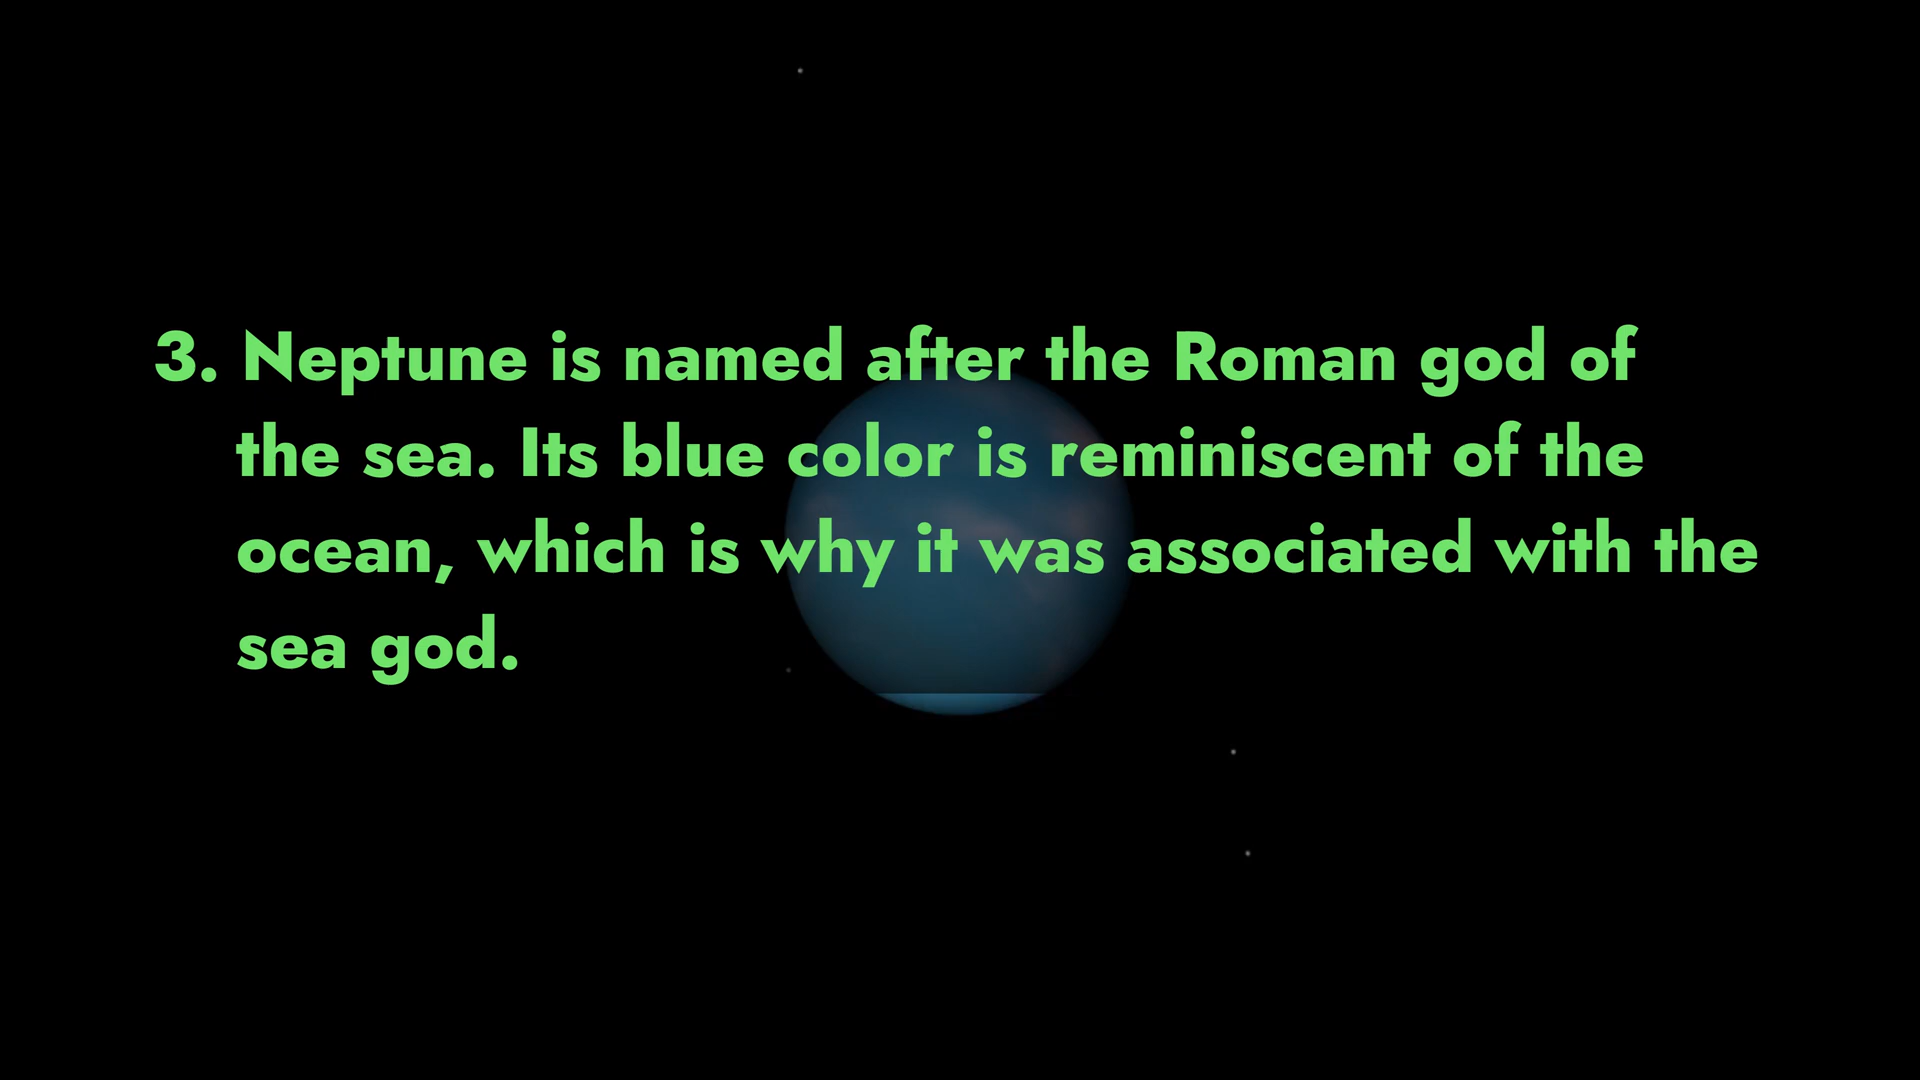 3. Neptune is named after the Roman god of
the sea. Its blue color is reminiscent of the
ocean, which is why it was associated with the
sea god.